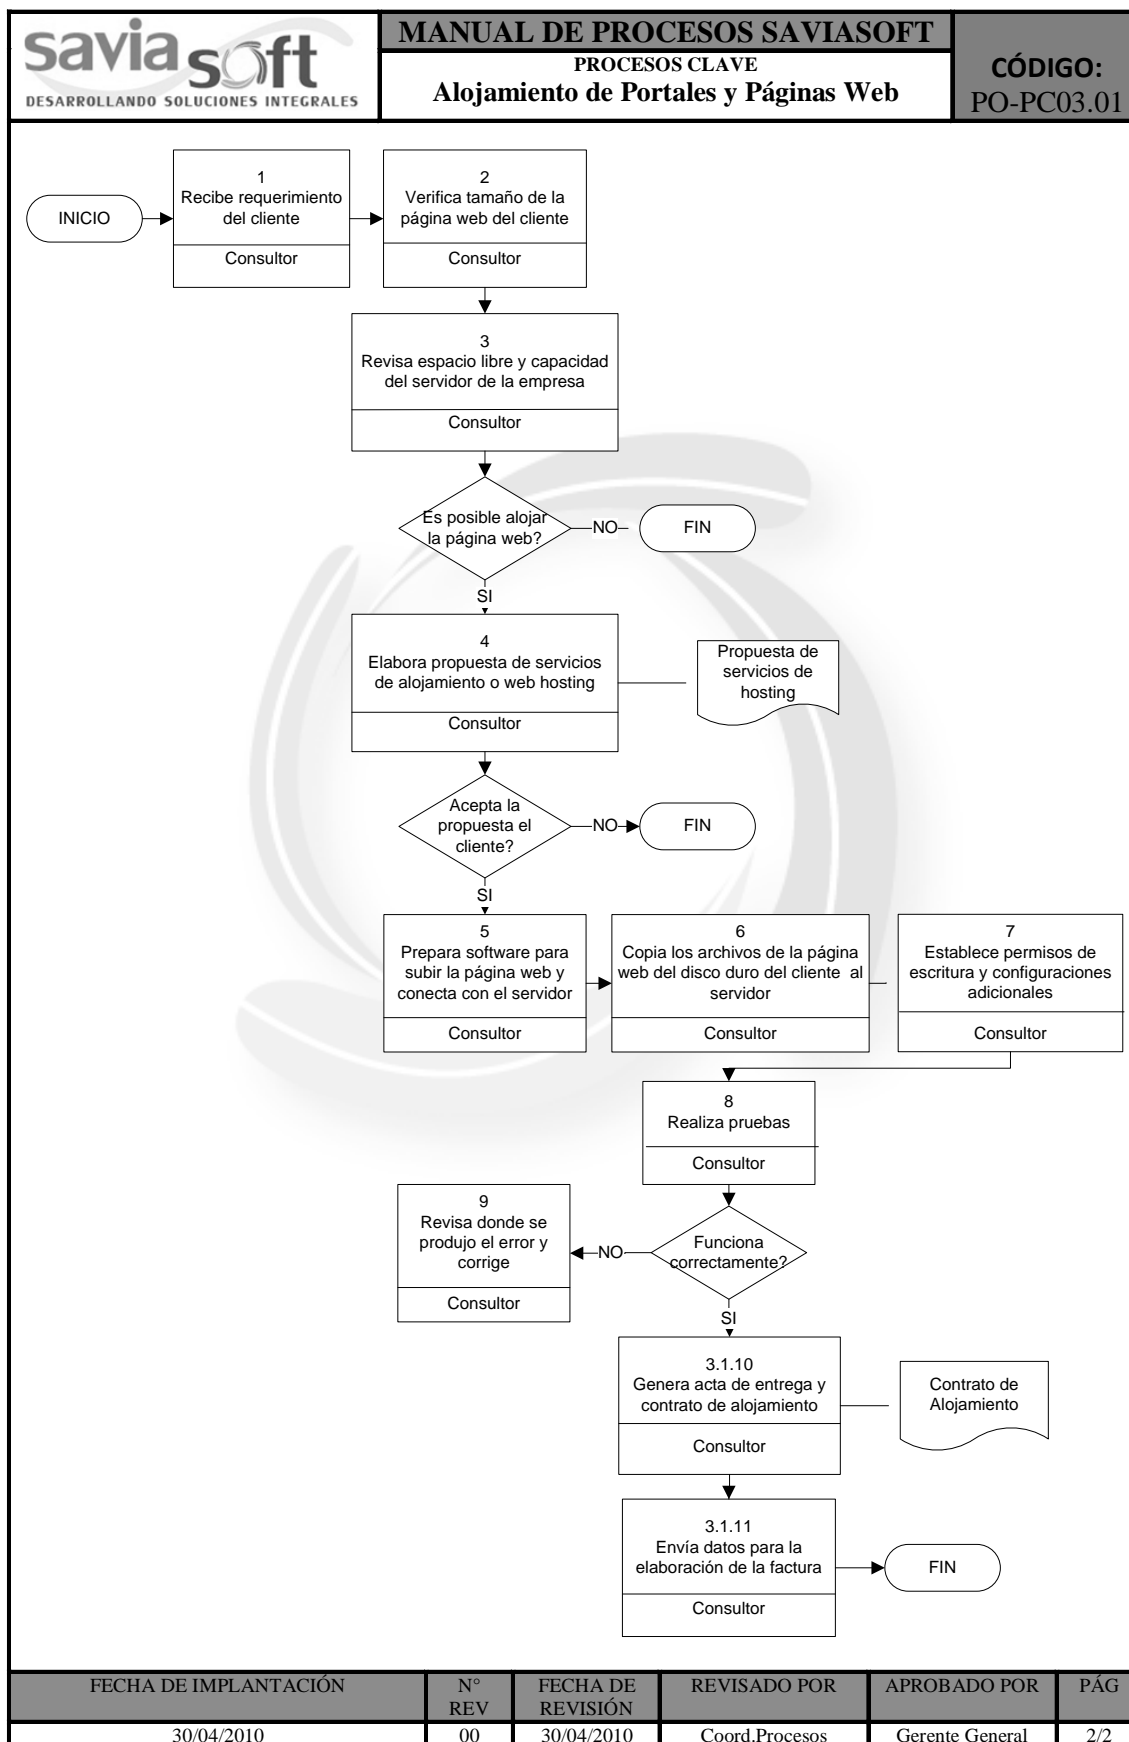 savia soft
DESARROLLANDO SOLUCIONES INTEGRALES
MANUAL DE PROCESOS SAVIASOFT
PROCESOS CLAVE
Alojamiento de Portales y Páginas Web
CÓDIGO:
PO-PC03.01
INICIO
1
Recibe requerimiento
del cliente
Consultor
2
Verifica tamaño de la
página web del cliente
Consultor
3
Revisa espacio libre y capacidad
del servidor de la empresa
Consultor
Es posible alojar
la página web?
NO
FIN
SI
4
Elabora propuesta de servicios
de alojamiento o web hosting
Consultor
Propuesta de
servicios de
hosting
Acepta la
propuesta el
cliente?
NO
FIN
SI
5
Prepara software para
subir la página web y
conecta con el servidor
Consultor
6
Copia los archivos de la página
web del disco duro del cliente al
servidor
Consultor
7
Establece permisos de
escritura y configuraciones
adicionales
Consultor
8
Realiza pruebas
Consultor
9
Revisa donde se
produjo el error y
corrige
Consultor
NO
Funciona
correctamente?
SI
3.1.10
Genera acta de entrega y
contrato de alojamiento
Consultor
Contrato de
Alojamiento
3.1.11
Envía datos para la
elaboración de la factura
Consultor
FIN
FECHA DE IMPLANTACIÓN
N°
REV
FECHA DE
REVISIÓN
REVISADO POR
APROBADO POR
PÁG
30/04/2010
00
30/04/2010
Coord.Procesos
Gerente General
2/2